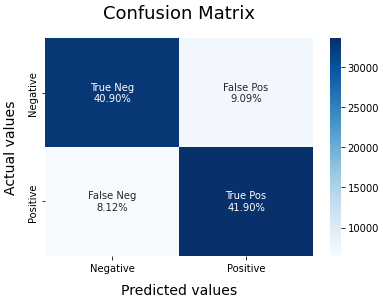 Confusion Matrix
Actual values
Negative
Positive
True Neg
40.90%
False Pos
9.09%
False Neg
8.12%
True Pos
41.90%
30000
25000
20000
15000
10000
Negative
Positive
Predicted values